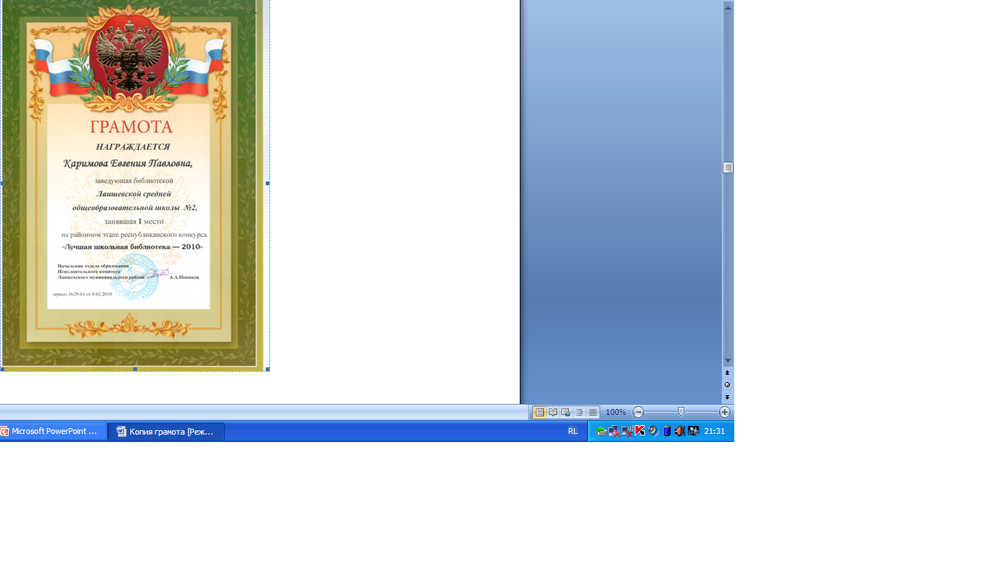 ГРАМОТА
НАГРАЖДАЕТСЯ
Каримова Евгения Павловна,
заведующая библиотекой
Лаишевской средней
общеобразовательной школы №2,
занявшая I место
на районном этапе республиканского конкурса
«Лучшая школьная библиотека — 2010»
Начальник отдела образования
Исполнительного комитета
Лаишевского муниципального района А.А.Новиков
приказ №29-04 от 9.02.2010
100%
Microsoft PowerPoint ...
Копия грамота [Реж...
RU
21:31